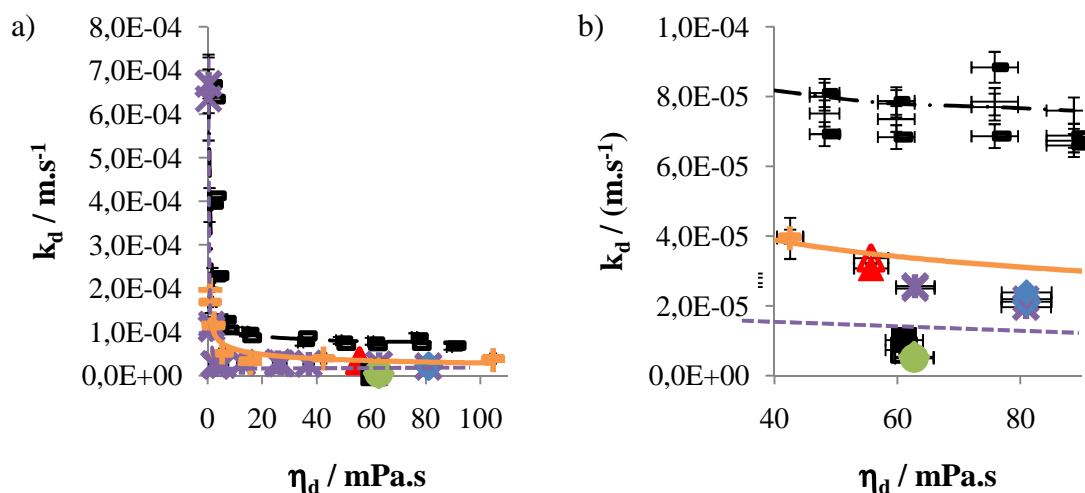 a)
8,0E-04
7,0E-04
6,0E-04
5,0E-04
4,0E-04
3,0E-04
2,0E-04
1,0E-04
0,0E+00
k_d / m.s⁻¹
0 20 40 60 80 100
η_d / mPa.s
b)
1,0E-04
8,0E-05
6,0E-05
4,0E-05
2,0E-05
0,0E+00
k_d / (m.s⁻¹)
40 60 80
η_d / mPa.s